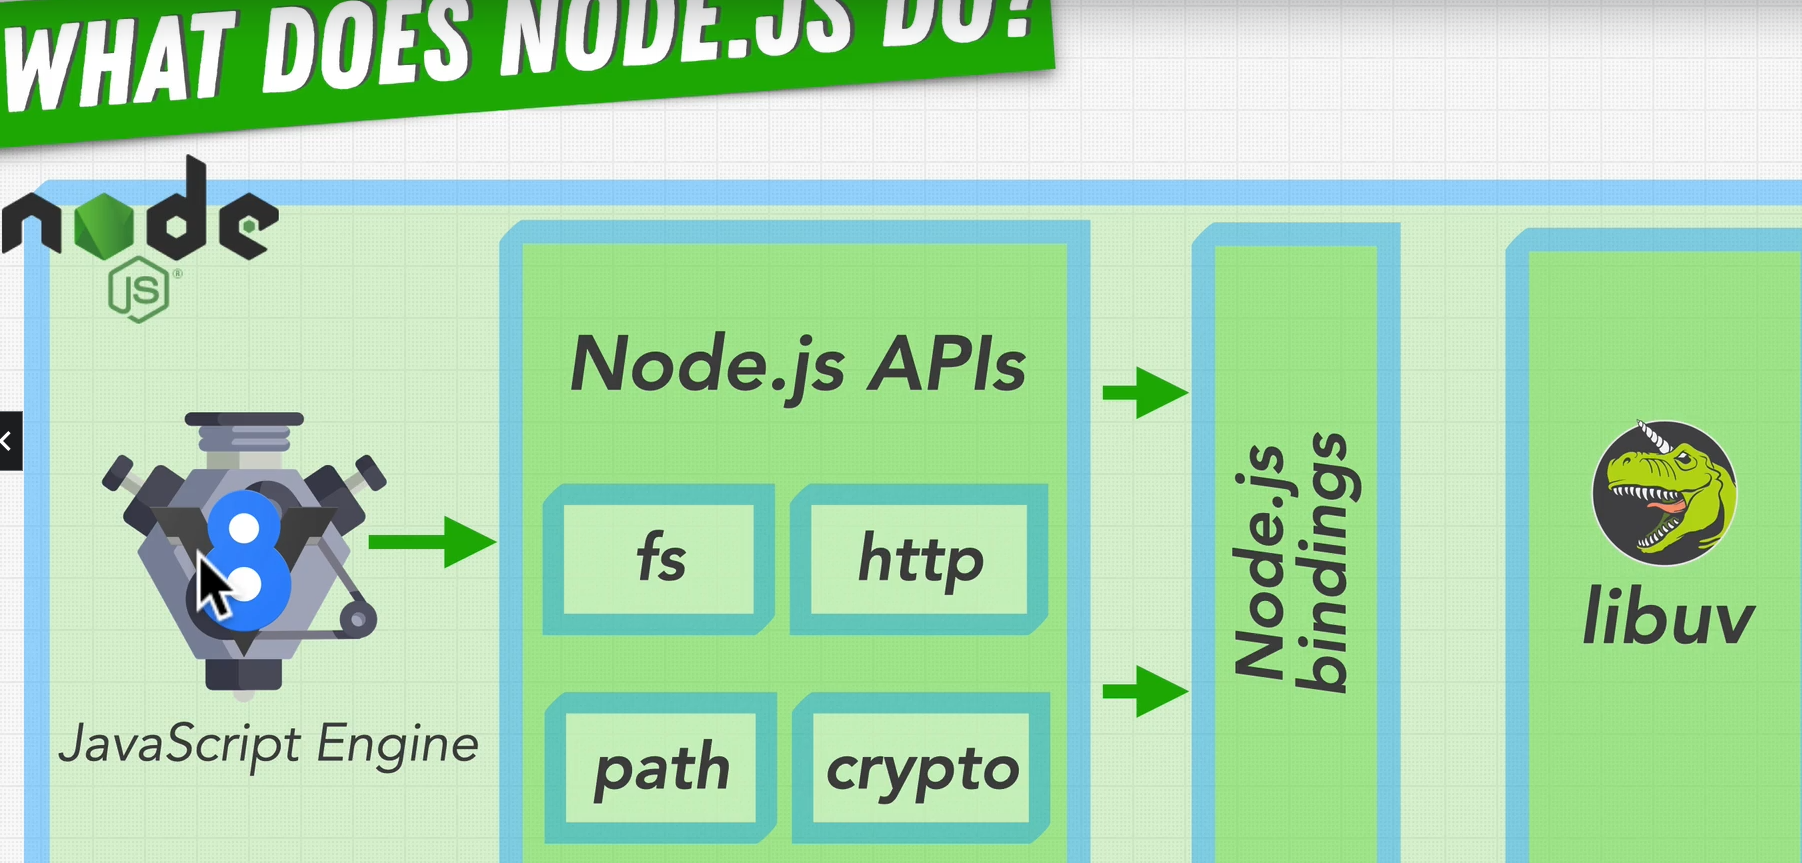 WHAT DOES NODE.JS DO?
node
JS®
Node.js APIs
fs
http
path
crypto
Node.js
bindings
libuv
V8
JavaScript Engine